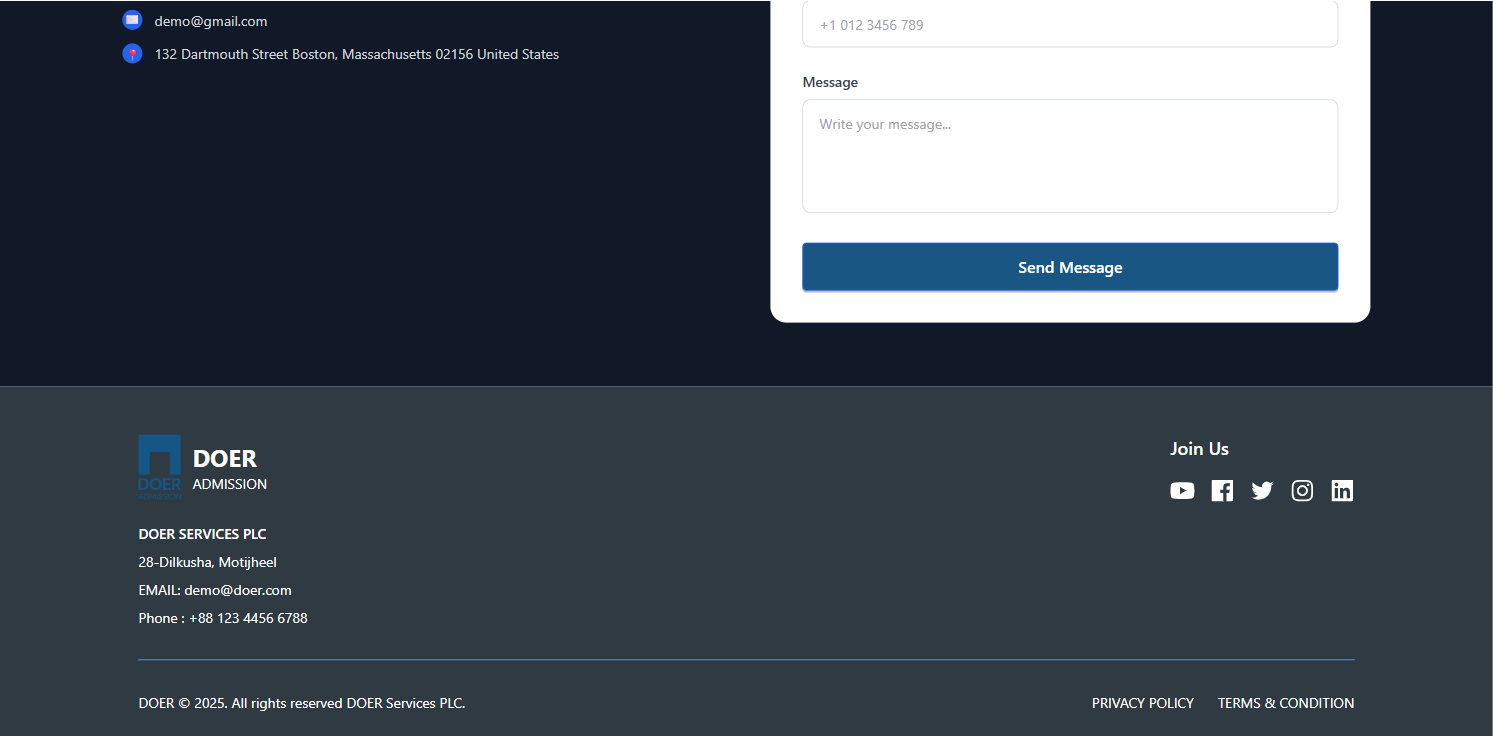 demo@gmail.com
132 Dartmouth Street Boston, Massachusetts 02156 United States
+1 012 3456 789
Message
Write your message...
Send Message
DOER
ADMISSION
DOER
ADMISSION
DOER SERVICES PLC
28-Dilkusha, Motijheel
EMAIL: demo@doer.com
Phone : +88 123 4456 6788
Join Us
DOER © 2025. All rights reserved DOER Services PLC.
PRIVACY POLICY
TERMS & CONDITION